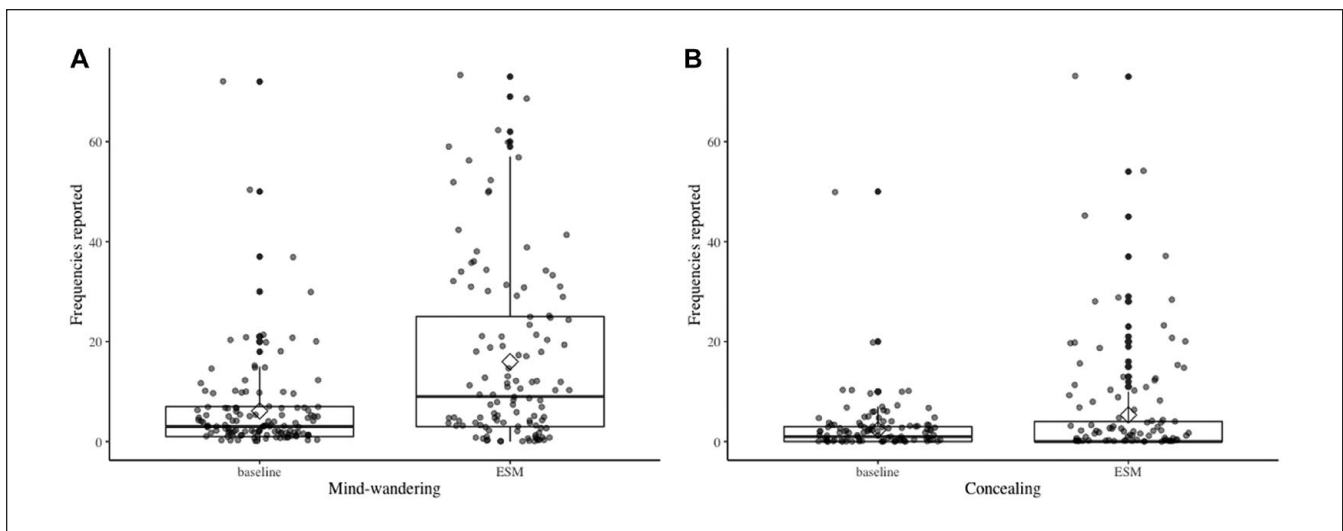 A
Frequencies reported
60
40
20
0
baseline
ESM
Mind-wandering
B
Frequencies reported
60
40
20
0
baseline
ESM
Concealing